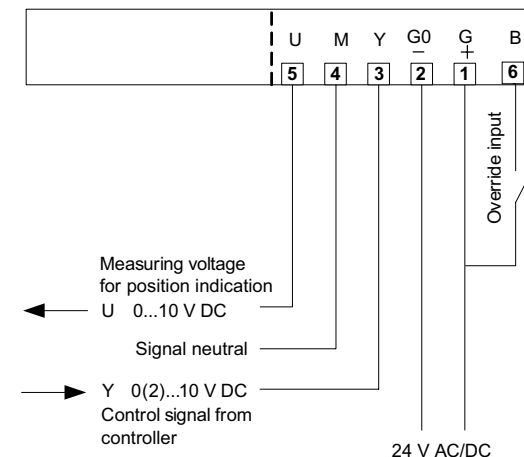 U M Y G0 G B
− +
5 4 3 2 1 6
Override input
Measuring voltage
for position indication
U 0...10 V DC
Signal neutral
Y 0(2)...10 V DC
Control signal from
controller
24 V AC/DC